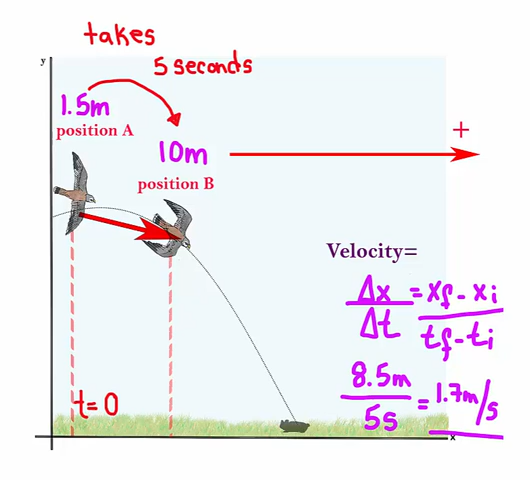 takes
5 seconds
y
1.5m
position A
+
10m
position B
Velocity=
Δx = xf - xi
Δt tf - ti
8.5m = 1.7m/s
5s
t=0
x